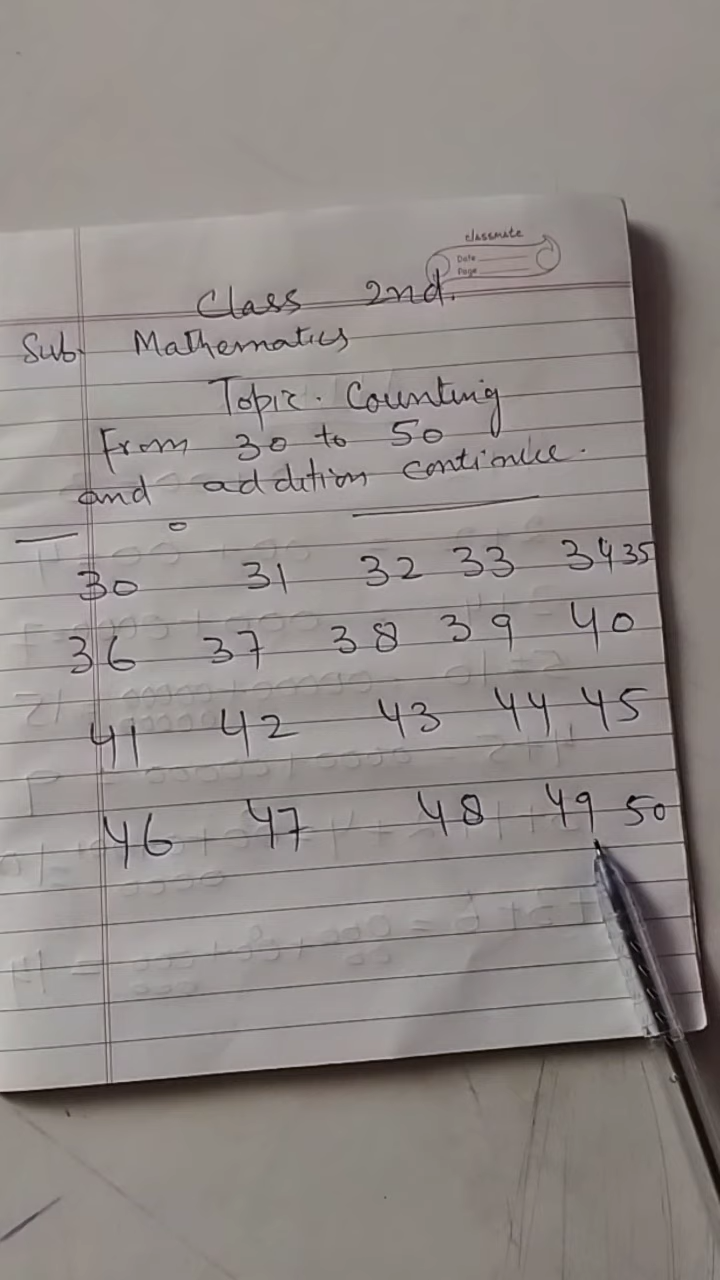 classmate
Date
Page
Class 2nd.
Sub. Mathematics
Topic. Counting
From 30 to 50
and addition continue.
30 31 32 33 34 35
36 37 38 39 40
41 42 43 44 45
46 47 48 49 50